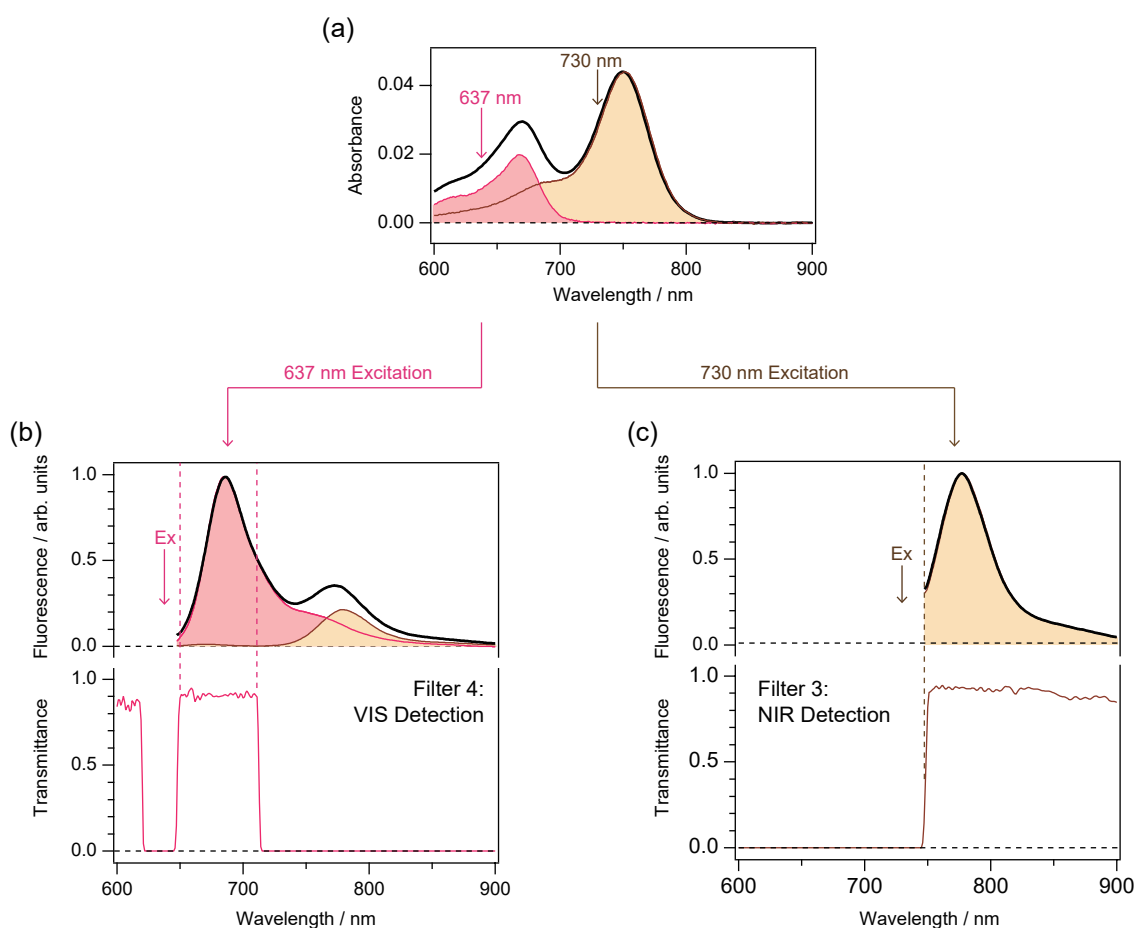 (a)
730 nm
637 nm
0.04
0.02
0.00
Absorbance
600
700
800
900
Wavelength / nm
637 nm Excitation
730 nm Excitation
(b)
1.0
0.5
0.0
Fluorescence / arb. units
Ex
1.0
0.5
0.0
Transmittance
Filter 4:
VIS Detection
600
700
800
900
Wavelength / nm
(c)
1.0
0.5
0.0
Fluorescence / arb. units
Ex
1.0
0.5
0.0
Transmittance
Filter 3:
NIR Detection
600
700
800
900
Wavelength / nm